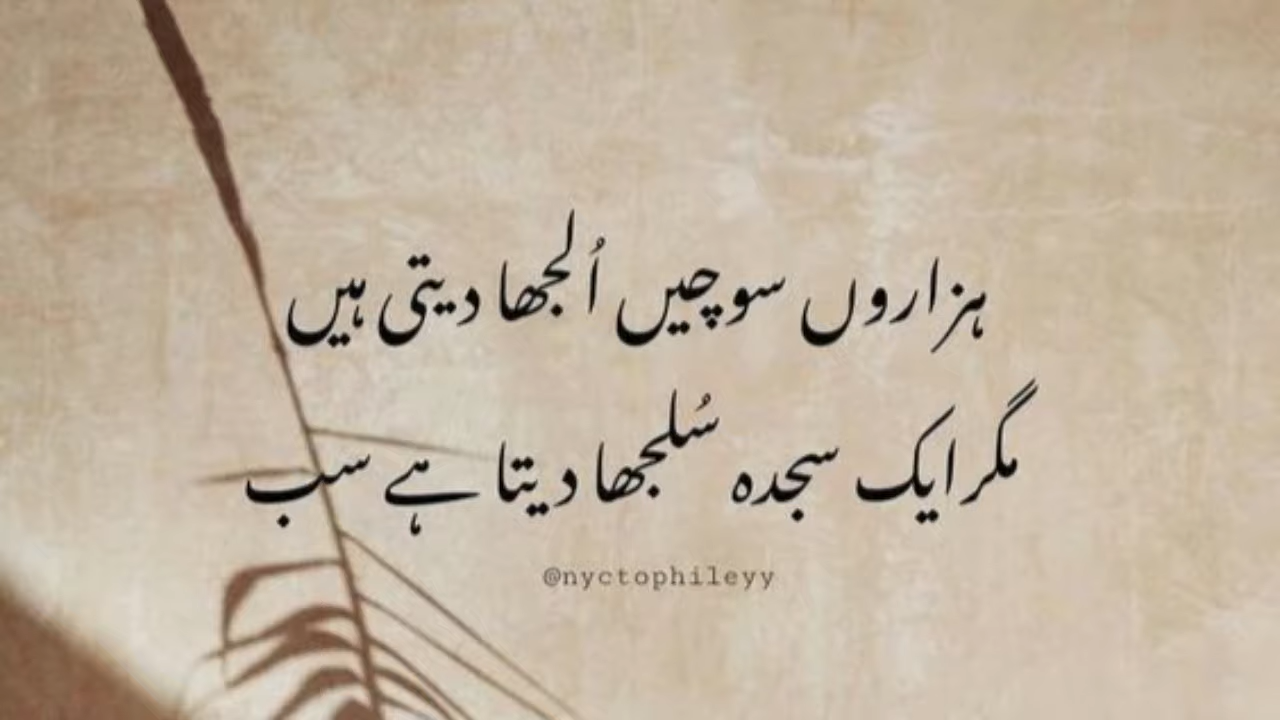 ہزاروں سوچیں اُلجھا دیتی ہیں
مگر ایک سجدہ سُلجھا دیتا ہے سب
@nyctophileyy